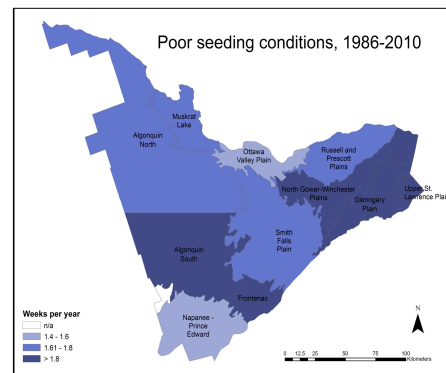 Poor seeding conditions, 1986-2010
Muskrat
Lake
Algonquin
North
Ottawa
Valley Plain
Russell and
Prescott
Plains
North Gower-Winchester
Plains
Glenngary
Plain
Upper St.
Lawrence Plain
Smith
Falls
Plain
Algonquin
South
Frontenac
Napanee -
Prince
Edward
Weeks per year
n/a
1.4 - 1.6
1.61 - 1.8
> 1.8
N
0 12.5 25 50 75 100
Kilometers